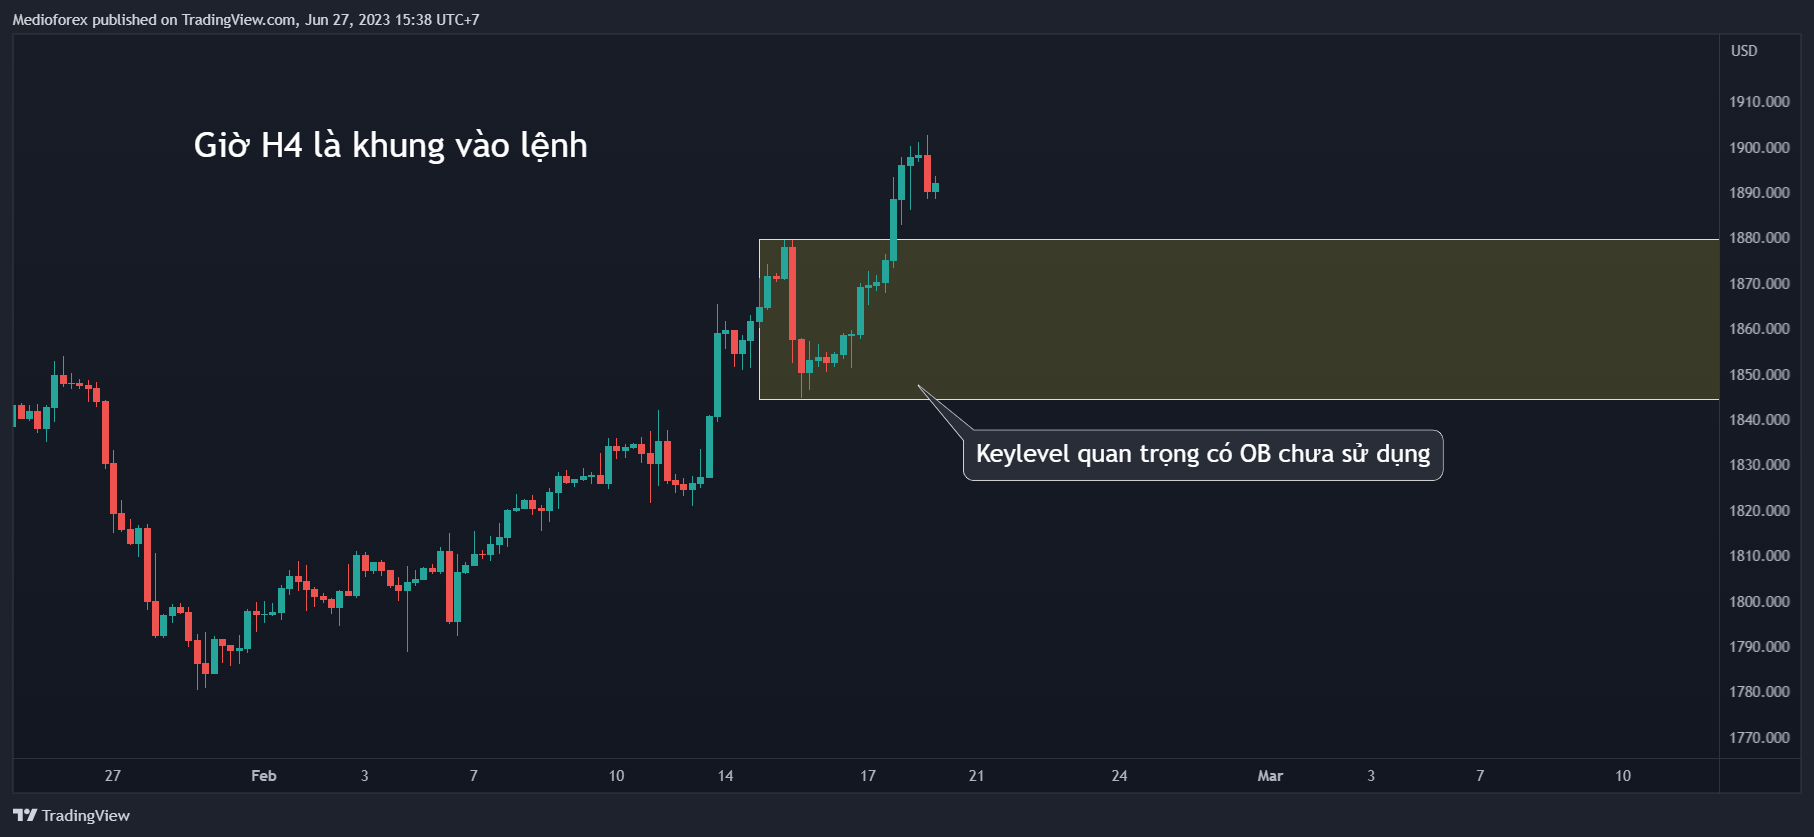 Medioforex published on TradingView.com, Jun 27, 2023 15:38 UTC+7
USD
Giờ H4 là khung vào lệnh
1910.000
1900.000
1890.000
1880.000
1870.000
1860.000
1850.000
1840.000
1830.000
1820.000
1810.000
1800.000
1790.000
1780.000
1770.000
Keylevel quan trọng có OB chưa sử dụng
27 Feb 3 7 10 14 17 21 24 Mar 3 7 10
TradingView